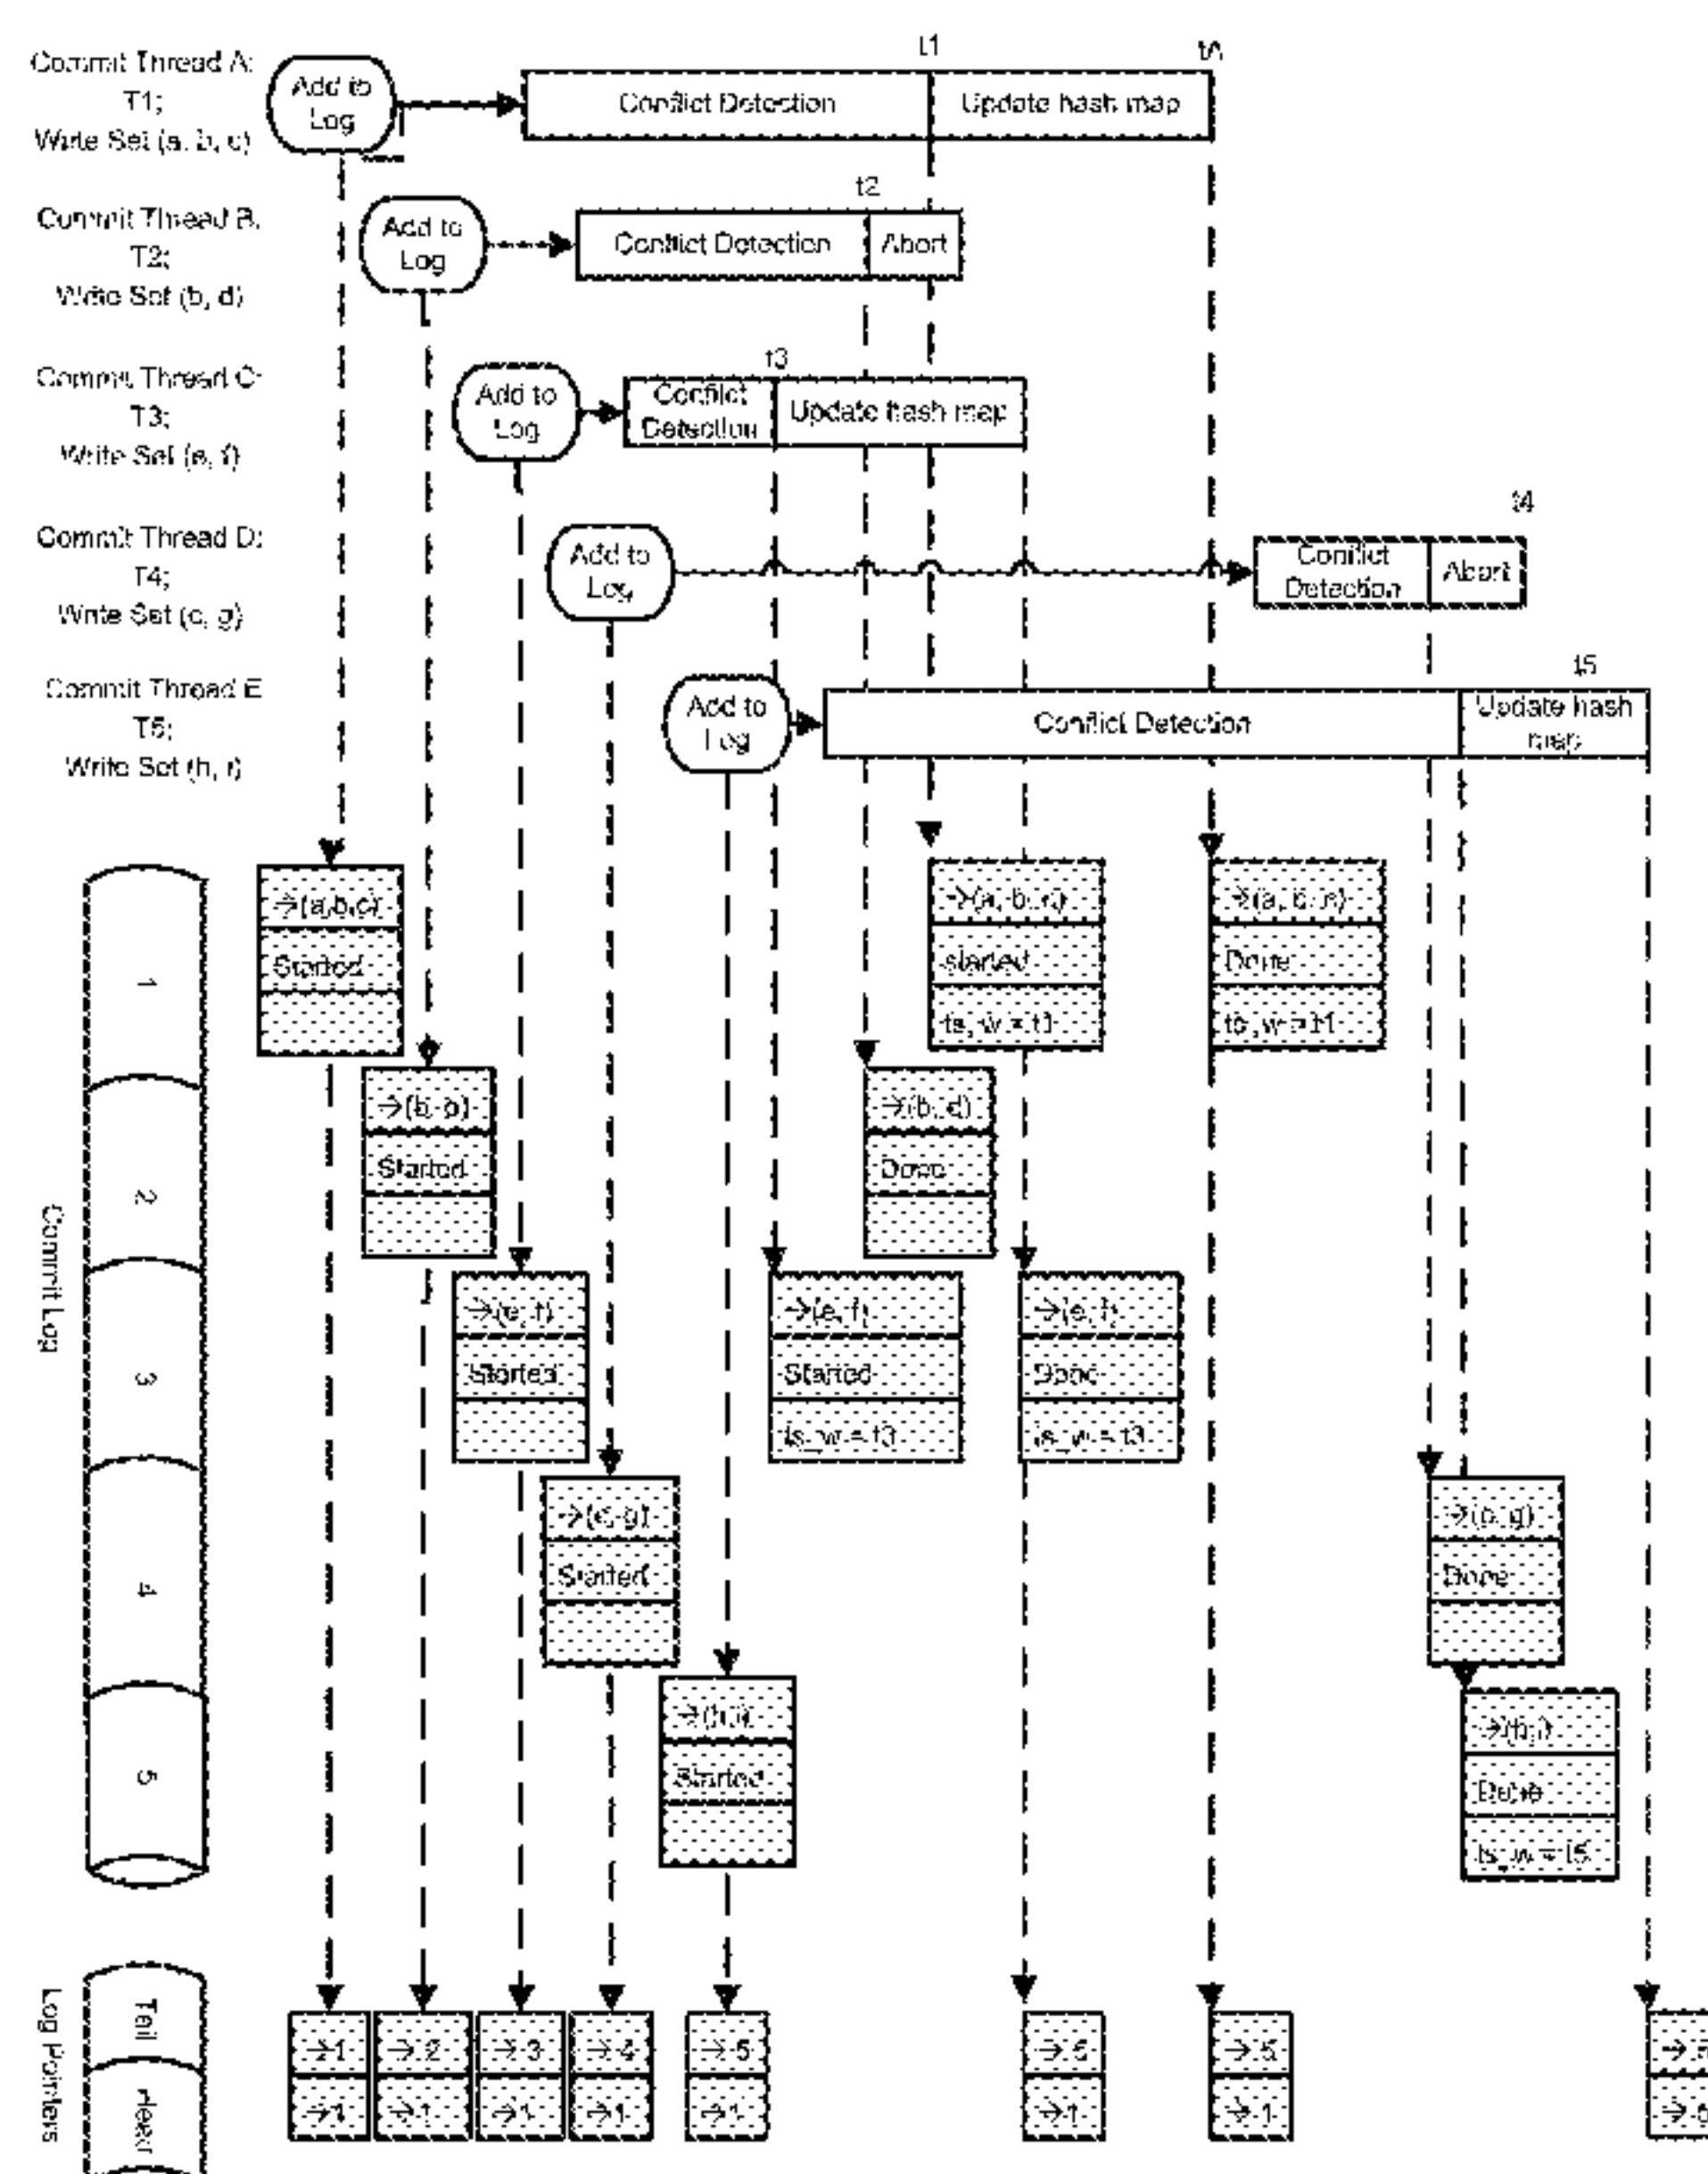 Commit Thread A:
T1;
Write Set (a, b, c)
Add to
Log
Conflict Detection
t1
Update hash map
tA
Commit Thread B:
T2;
Write Set (b, d)
Add to
Log
Conflict Detection
t2
Abort
Commit Thread C:
T3;
Write Set (e, f)
Add to
Log
Conflict
Detection
t3
Update hash map
Commit Thread D:
T4;
Write Set (c, g)
Add to
Log
Conflict
Detection
t4
Abort
Commit Thread E
T5;
Write Set (h, i)
Add to
Log
Conflict Detection
t5
Update hash
map
Commit Log
1
→(a,b,c)
Started
→(a, b, c)
started
ts_w = t1
→(a, b, c)
Done
ts_w = t1
2
Started
→(b, d)
Done
3
→(e, f)
Started
→(e, f)
Started
ts_w = t3
→(e, f)
Done
ts_w = t3
4
→(c, g)
Started
→(c, g)
Done
5
→(h,i)
Started
→(h,i)
Done
ts_w = t5
Log Pointers
Tail
→1
→2
→3
→4
→5
→5
→5
Head
→1
→1
→1
→1
→1
→1
→1